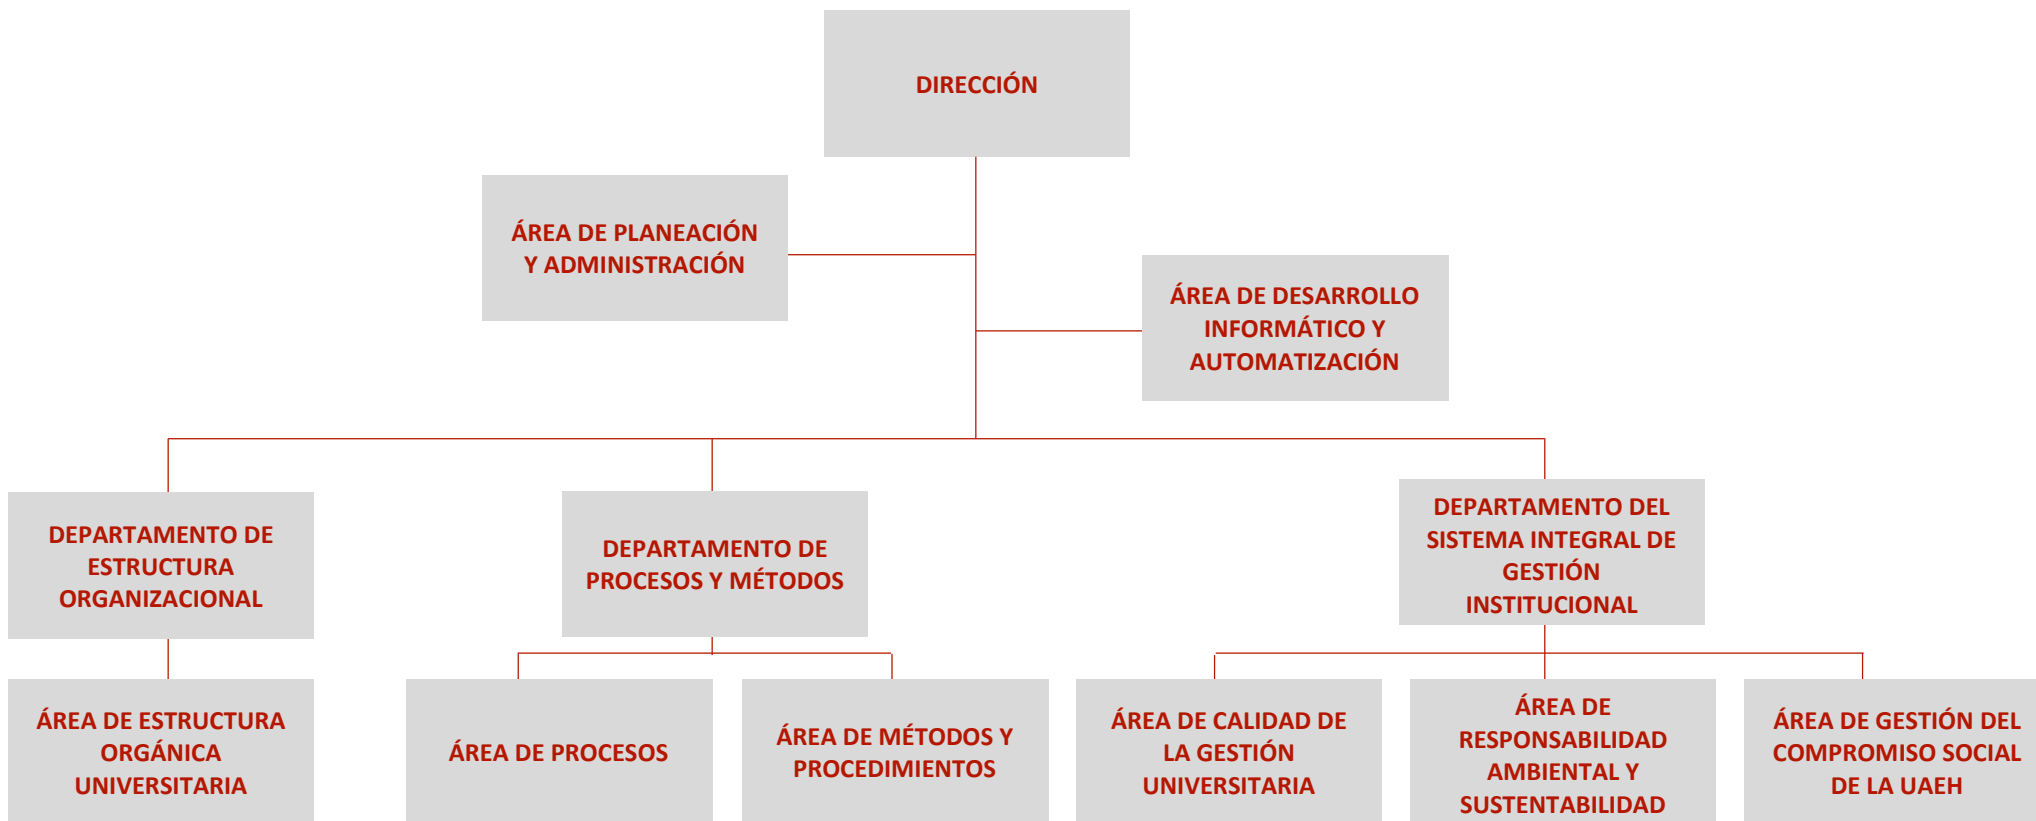 DIRECCIÓN
ÁREA DE PLANEACIÓN
Y ADMINISTRACIÓN
ÁREA DE DESARROLLO
INFORMÁTICO Y
AUTOMATIZACIÓN
DEPARTAMENTO DE
ESTRUCTURA
ORGANIZACIONAL
DEPARTAMENTO DE
PROCESOS Y MÉTODOS
DEPARTAMENTO DEL
SISTEMA INTEGRAL DE
GESTIÓN
INSTITUCIONAL
ÁREA DE ESTRUCTURA
ORGÁNICA
UNIVERSITARIA
ÁREA DE PROCESOS
ÁREA DE MÉTODOS Y
PROCEDIMIENTOS
ÁREA DE CALIDAD DE
LA GESTIÓN
UNIVERSITARIA
ÁREA DE
RESPONSABILIDAD
AMBIENTAL Y
SUSTENTABILIDAD
ÁREA DE GESTIÓN DEL
COMPROMISO SOCIAL
DE LA UAEH